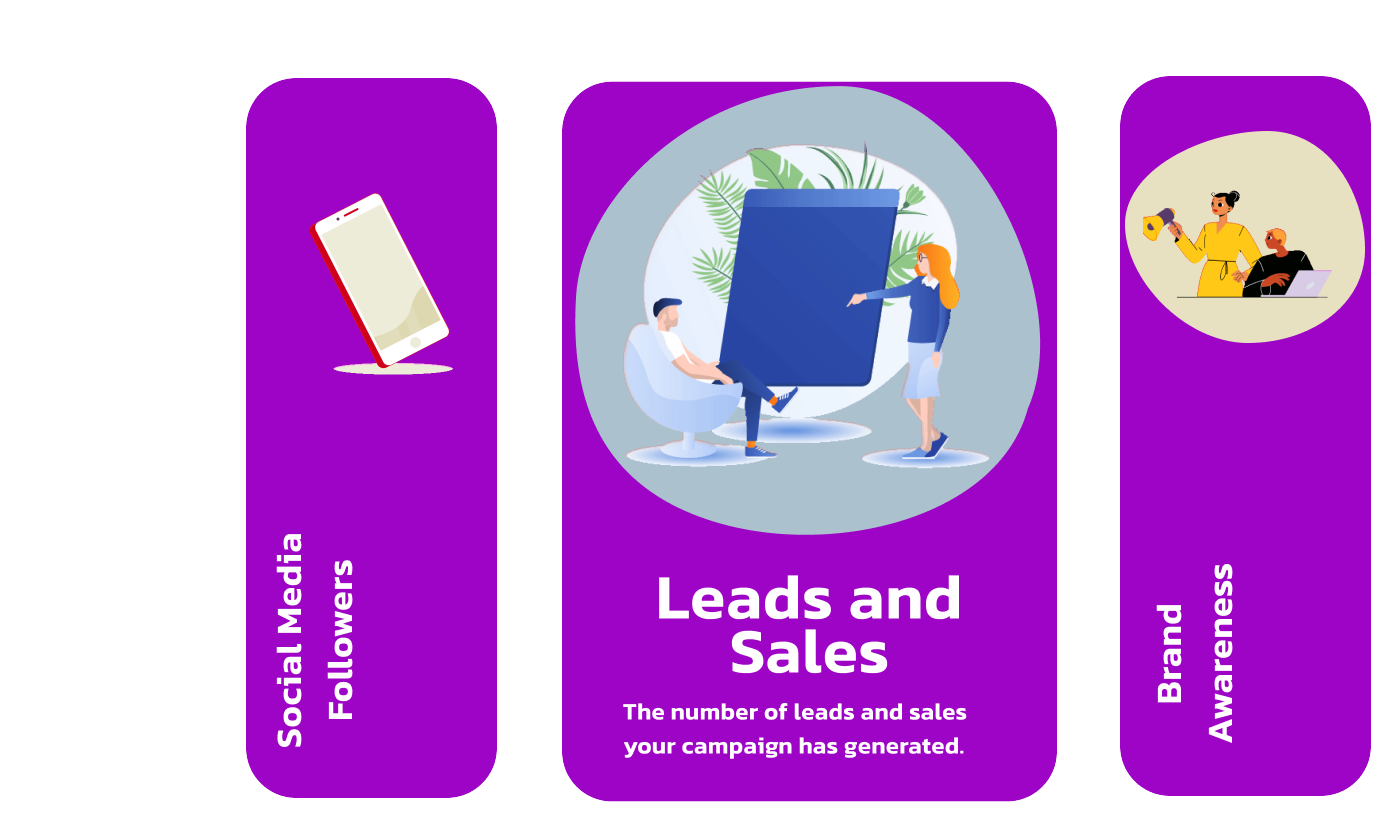 Social Media
Followers
Leads and
Sales
The number of leads and sales
your campaign has generated.
Brand
Awareness